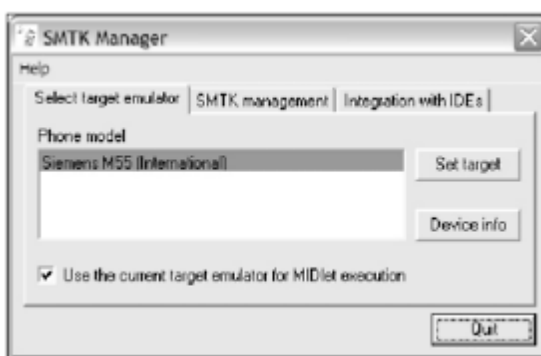 SMTK Manager
Help
Select target emulator SMTK management Integration with IDEs
Phone model
Siemens M55 (International)
Set target
Device info
Use the current target emulator for MIDlet execution
Quit